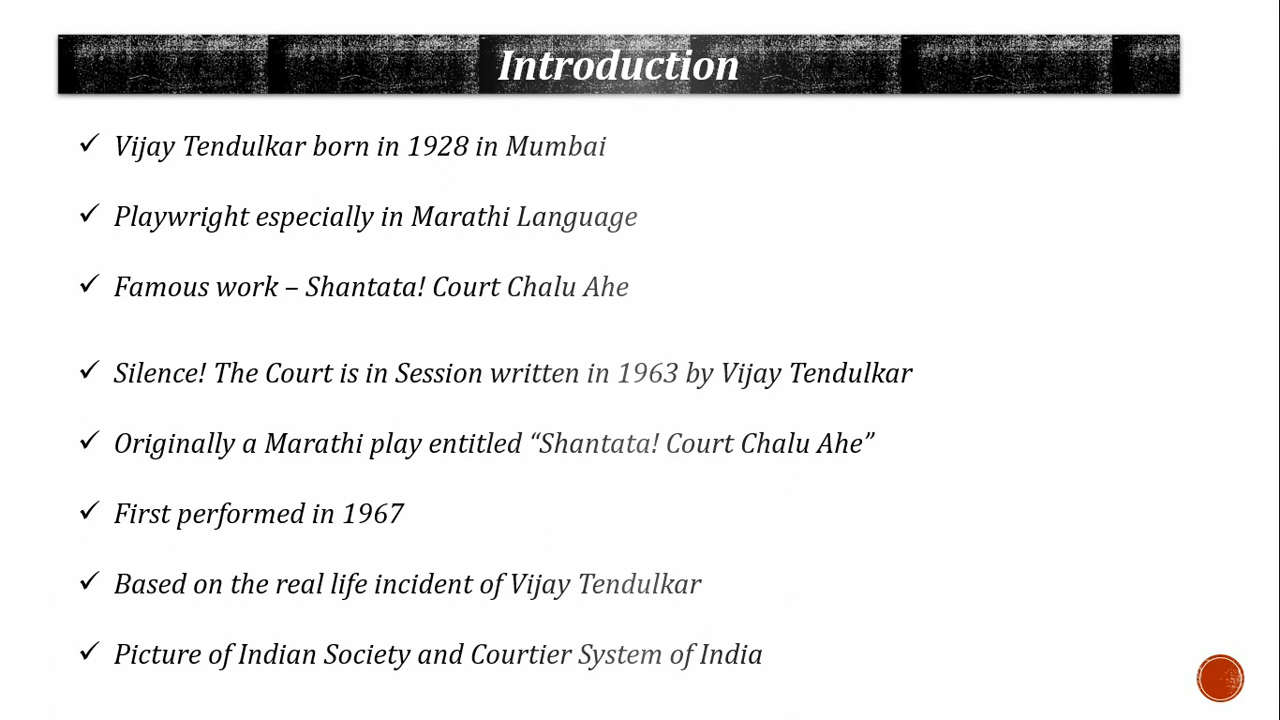 Introduction
Vijay Tendulkar born in 1928 in Mumbai
Playwright especially in Marathi Language
Famous work – Shantata! Court Chalu Ahe
Silence! The Court is in Session written in 1963 by Vijay Tendulkar
Originally a Marathi play entitled “Shantata! Court Chalu Ahe”
First performed in 1967
Based on the real life incident of Vijay Tendulkar
Picture of Indian Society and Courtier System of India